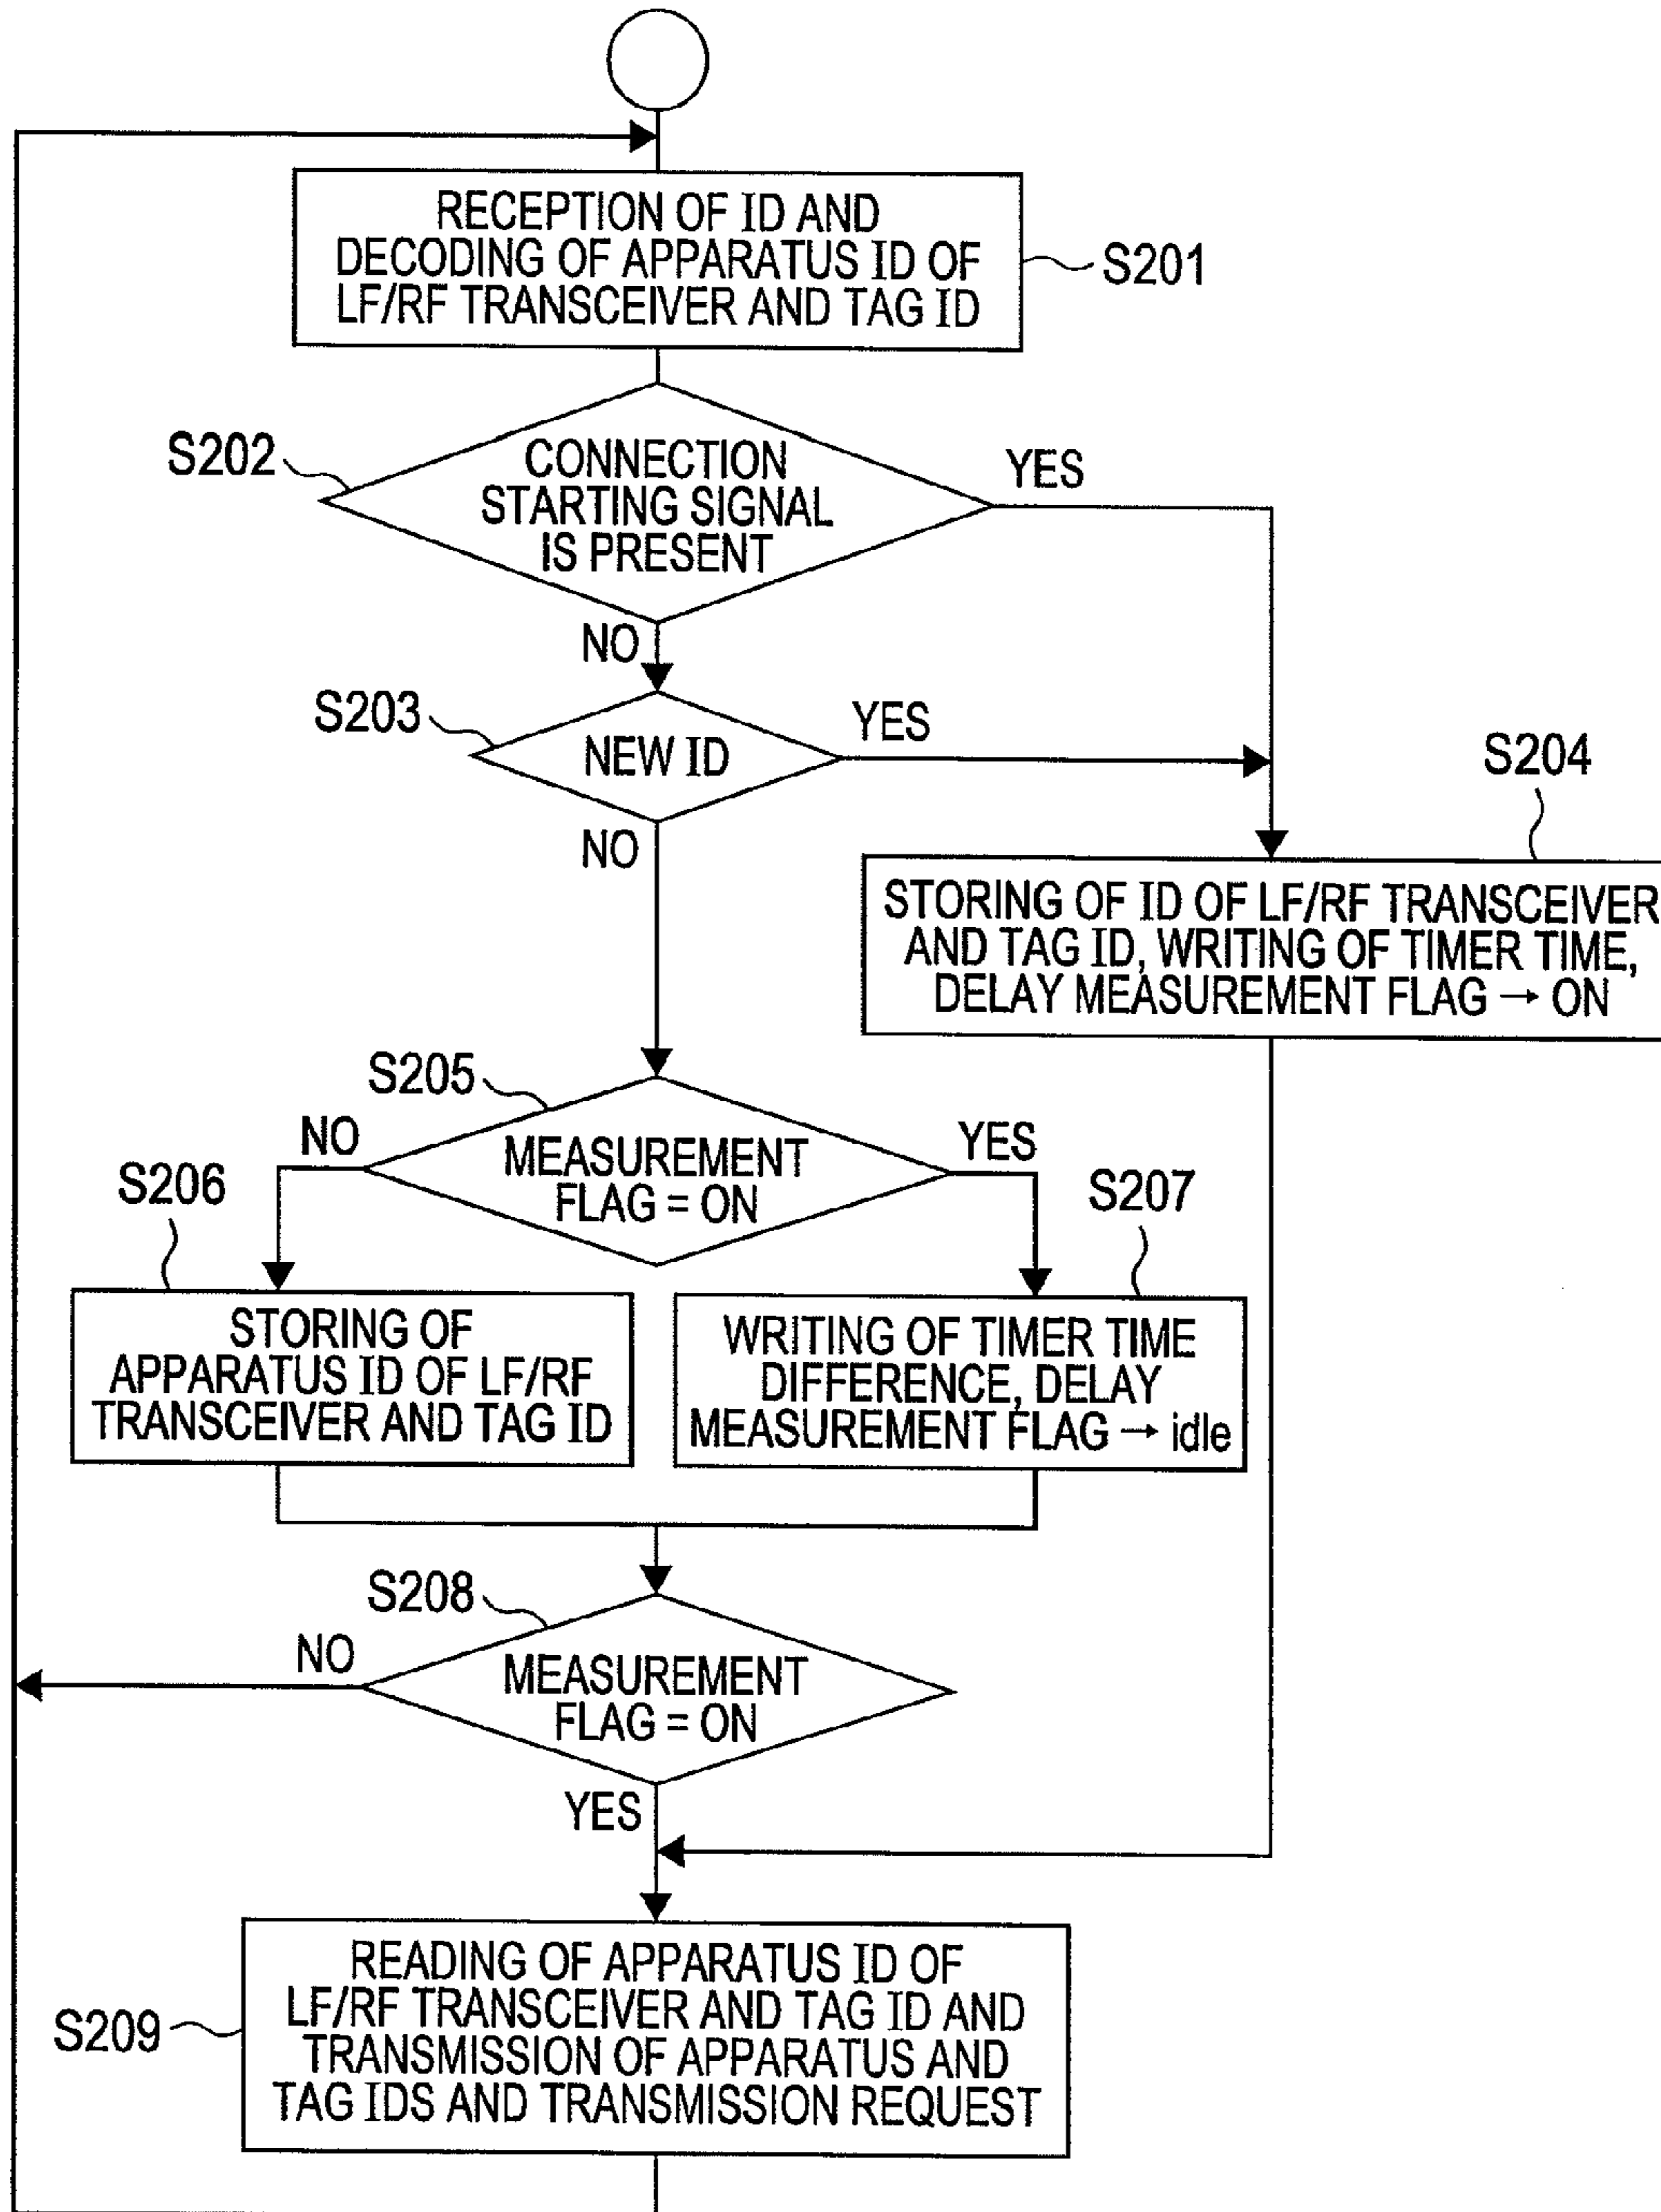 RECEPTION OF ID AND
DECODING OF APPARATUS ID OF
LF/RF TRANSCEIVER AND TAG ID
S201
S202
CONNECTION
STARTING SIGNAL
IS PRESENT
YES
NO
S203
NEW ID
YES
NO
S204
STORING OF ID OF LF/RF TRANSCEIVER
AND TAG ID, WRITING OF TIMER TIME,
DELAY MEASUREMENT FLAG → ON
S205
NO
MEASUREMENT
FLAG = ON
YES
S206
STORING OF
APPARATUS ID OF LF/RF
TRANSCEIVER AND TAG ID
S207
WRITING OF TIMER TIME
DIFFERENCE, DELAY
MEASUREMENT FLAG → idle
S208
NO
MEASUREMENT
FLAG = ON
YES
S209
READING OF APPARATUS ID OF
LF/RF TRANSCEIVER AND TAG ID AND
TRANSMISSION OF APPARATUS AND
TAG IDS AND TRANSMISSION REQUEST